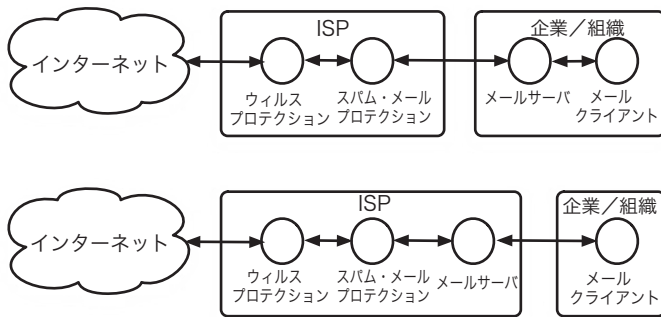 ISP
企業／組織
インターネット
ウィルス
プロテクション
スパム・メール
プロテクション
メールサーバ
メール
クライアント
ISP
企業／組織
インターネット
ウィルス
プロテクション
スパム・メール
プロテクション
メールサーバ
メール
クライアント